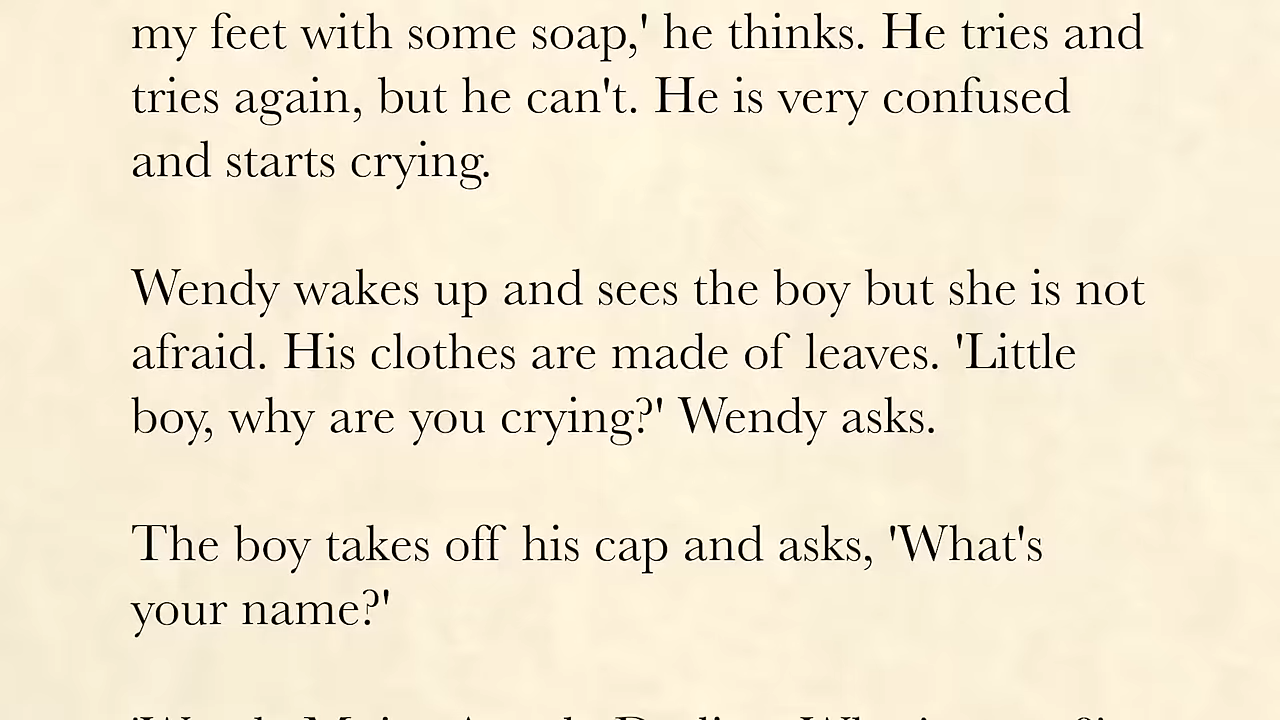 my feet with some soap,' he thinks. He tries and
tries again, but he can't. He is very confused
and starts crying.
Wendy wakes up and sees the boy but she is not
afraid. His clothes are made of leaves. 'Little
boy, why are you crying?' Wendy asks.
The boy takes off his cap and asks, 'What's
your name?'